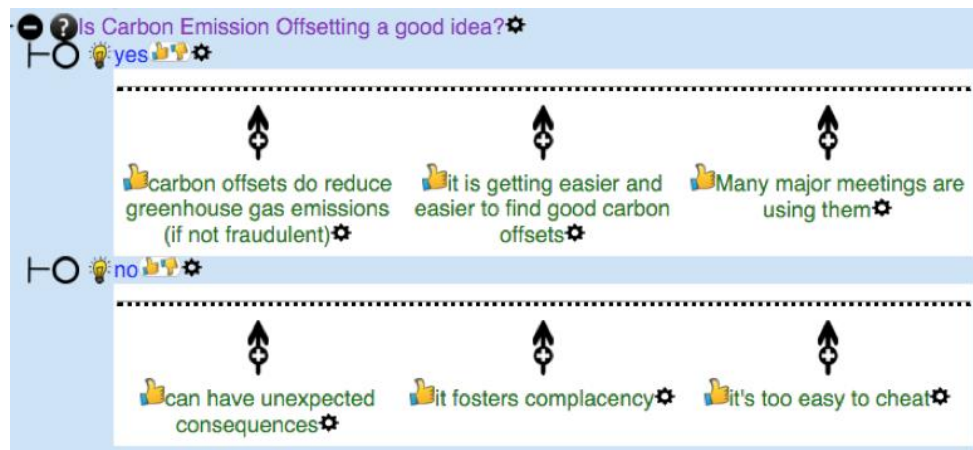 Is Carbon Emission Offsetting a good idea?
yes
carbon offsets do reduce
greenhouse gas emissions
(if not fraudulent)
it is getting easier and
easier to find good carbon
offsets
Many major meetings are
using them
no
can have unexpected
consequences
it fosters complacency
it's too easy to cheat